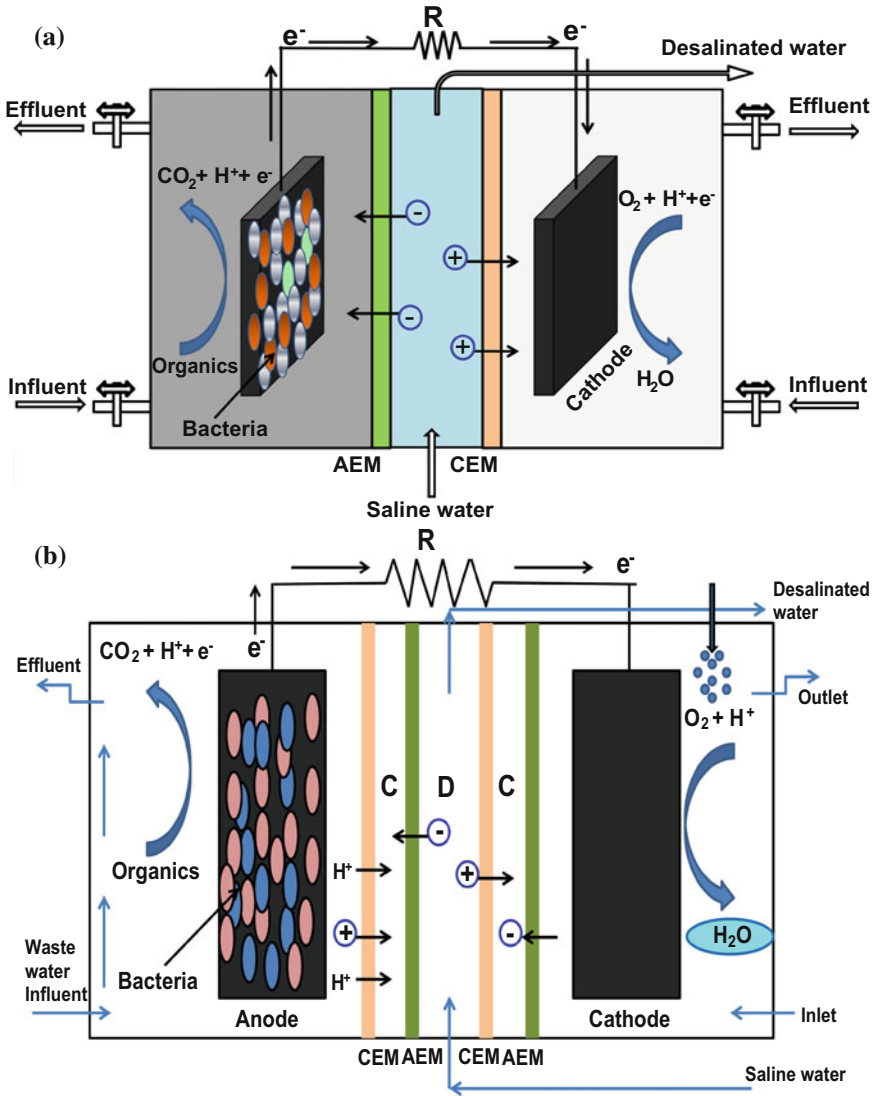 (a)
e-
R
e-
Desalinated water
Effluent
Effluent
CO2+ H++ e-
O2 + H++e-
-
+
-
+
Organics
H2O
Cathode
Influent
Influent
Bacteria
AEM
CEM
Saline water
(b)
R
e-
Desalinated
water
CO2 + H++ e-
e-
Effluent
Outlet
O2 + H+
C
D
C
-
Organics
H+
+
Waste
water
Influent
+
-
H2O
Bacteria
H+
Anode
Cathode
Inlet
CEM
AEM
CEM
AEM
Saline water